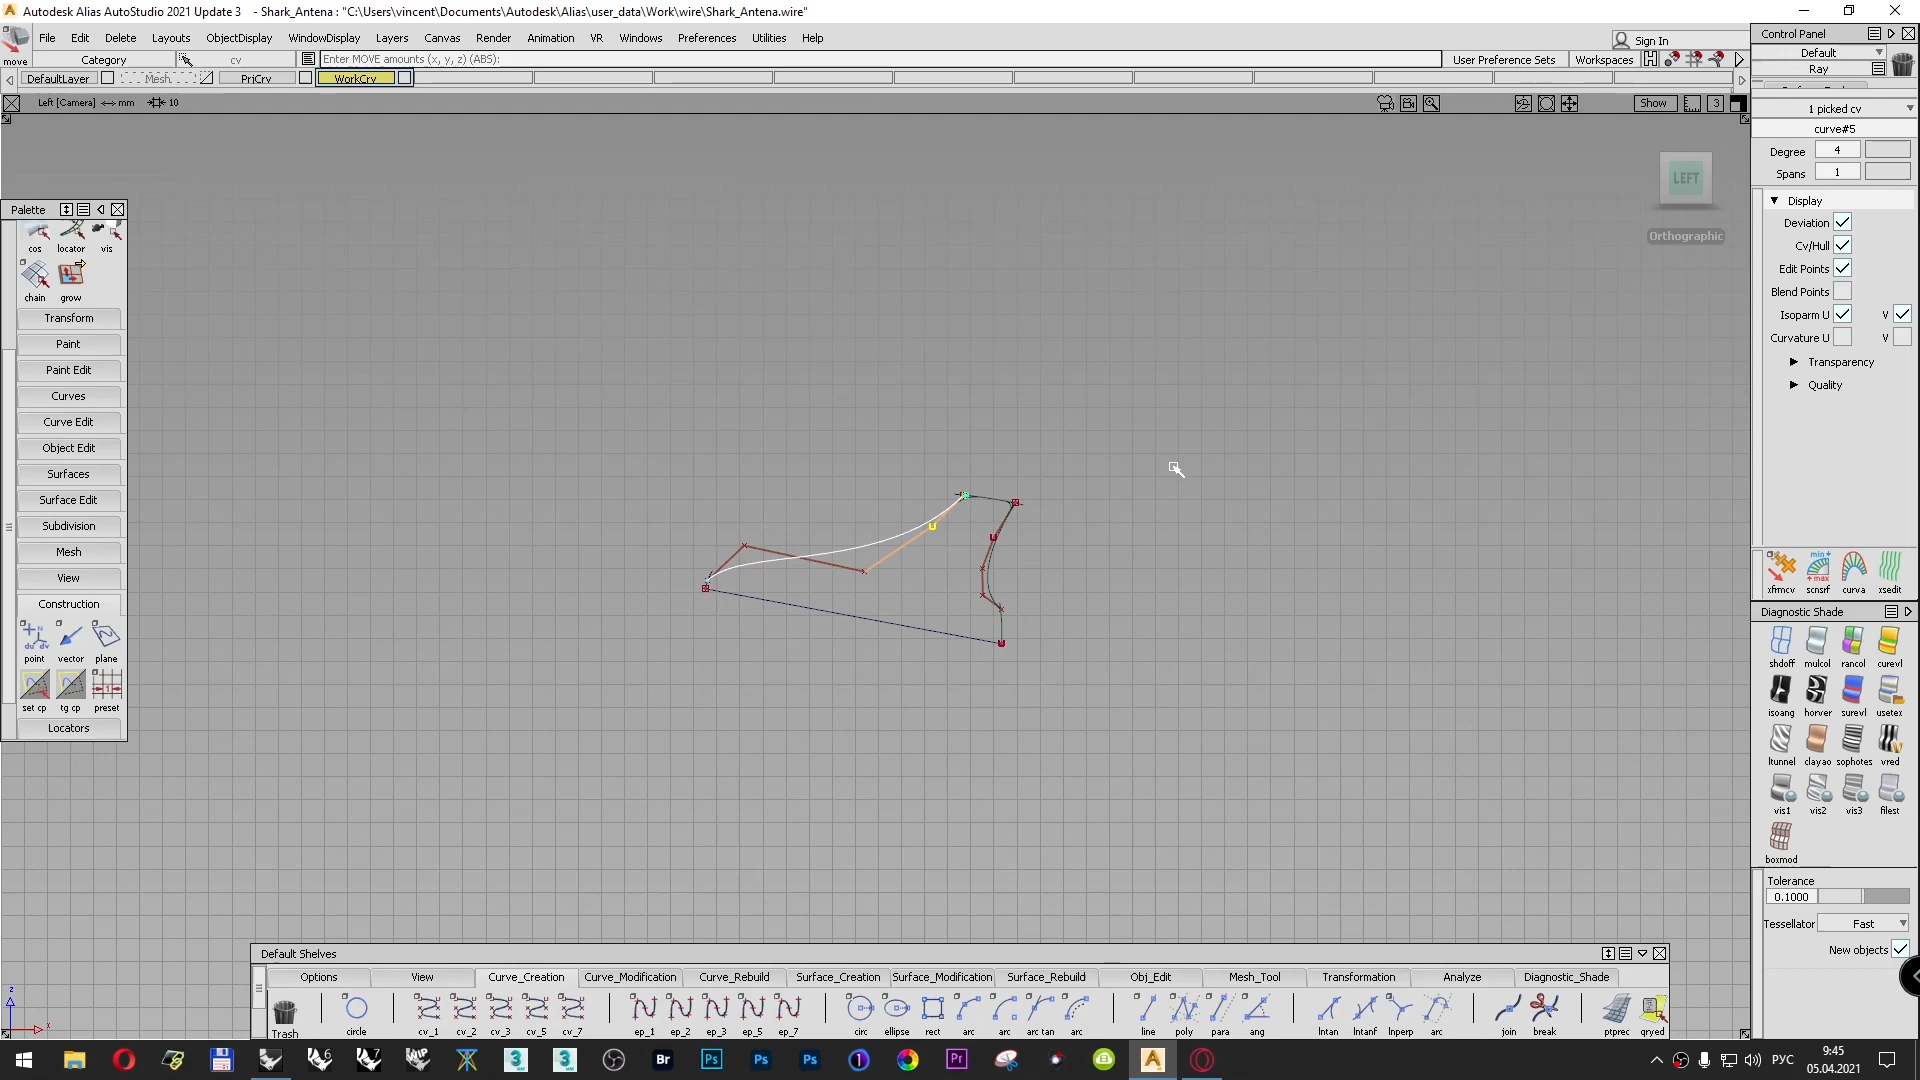 Autodesk Alias AutoStudio 2021 Update 3 - Shark_Antena : "C:\Users\vincent\Documents\Autodesk\Alias\user_data\Work\wire\Shark_Antena.wire"
File Edit Delete Layouts ObjectDisplay WindowDisplay Layers Canvas Render Animation VR Windows Preferences Utilities Help
Sign In
move Category cv Enter MOVE amounts (x, y, z) (ABS): User Preference Sets Workspaces
DefaultLayer Mesh PrjCrv WorkCrv
Left [Camera] <-> mm 10 Show 3
LEFT
Orthographic
Palette
cos locator vis
chain grow
Transform
Paint
Paint Edit
Curves
Curve Edit
Object Edit
Surfaces
Surface Edit
Subdivision
Mesh
View
Construction
point vector plane
set cp tg cp preset
Locators
Control Panel
Default
Ray
1 picked cv
curve#5
Degree 4
Spans 1
Display
Deviation
Cv/Hull
Edit Points
Blend Points
Isoparm U V
Curvature U V
Transparency
Quality
xfrmcv scnsrf curva xsedit
Diagnostic Shade
shdoff mulcol rancol curevl
isoang horver surevl usetex
ltunnel clayao sophotes vred
vis1 vis2 vis3 filest
boxmod
Tolerance
0.1000
Tessellator Fast
New objects
Default Shelves
Options View Curve_Creation Curve_Modification Curve_Rebuild Surface_Creation Surface_Modification Surface_Rebuild Obj_Edit Mesh_Tool Transformation Analyze Diagnostic_Shade
Trash circle cv_1 cv_2 cv_3 cv_5 cv_7 ep_1 ep_2 ep_3 ep_5 ep_7 circle ellipse rect arc arc arc tan arc line poly para ang lntan lntanf lnperp arc join break ptprec qryed
z
x
Br Ps Ps Ps Pr
РУС
9:45
05.04.2021